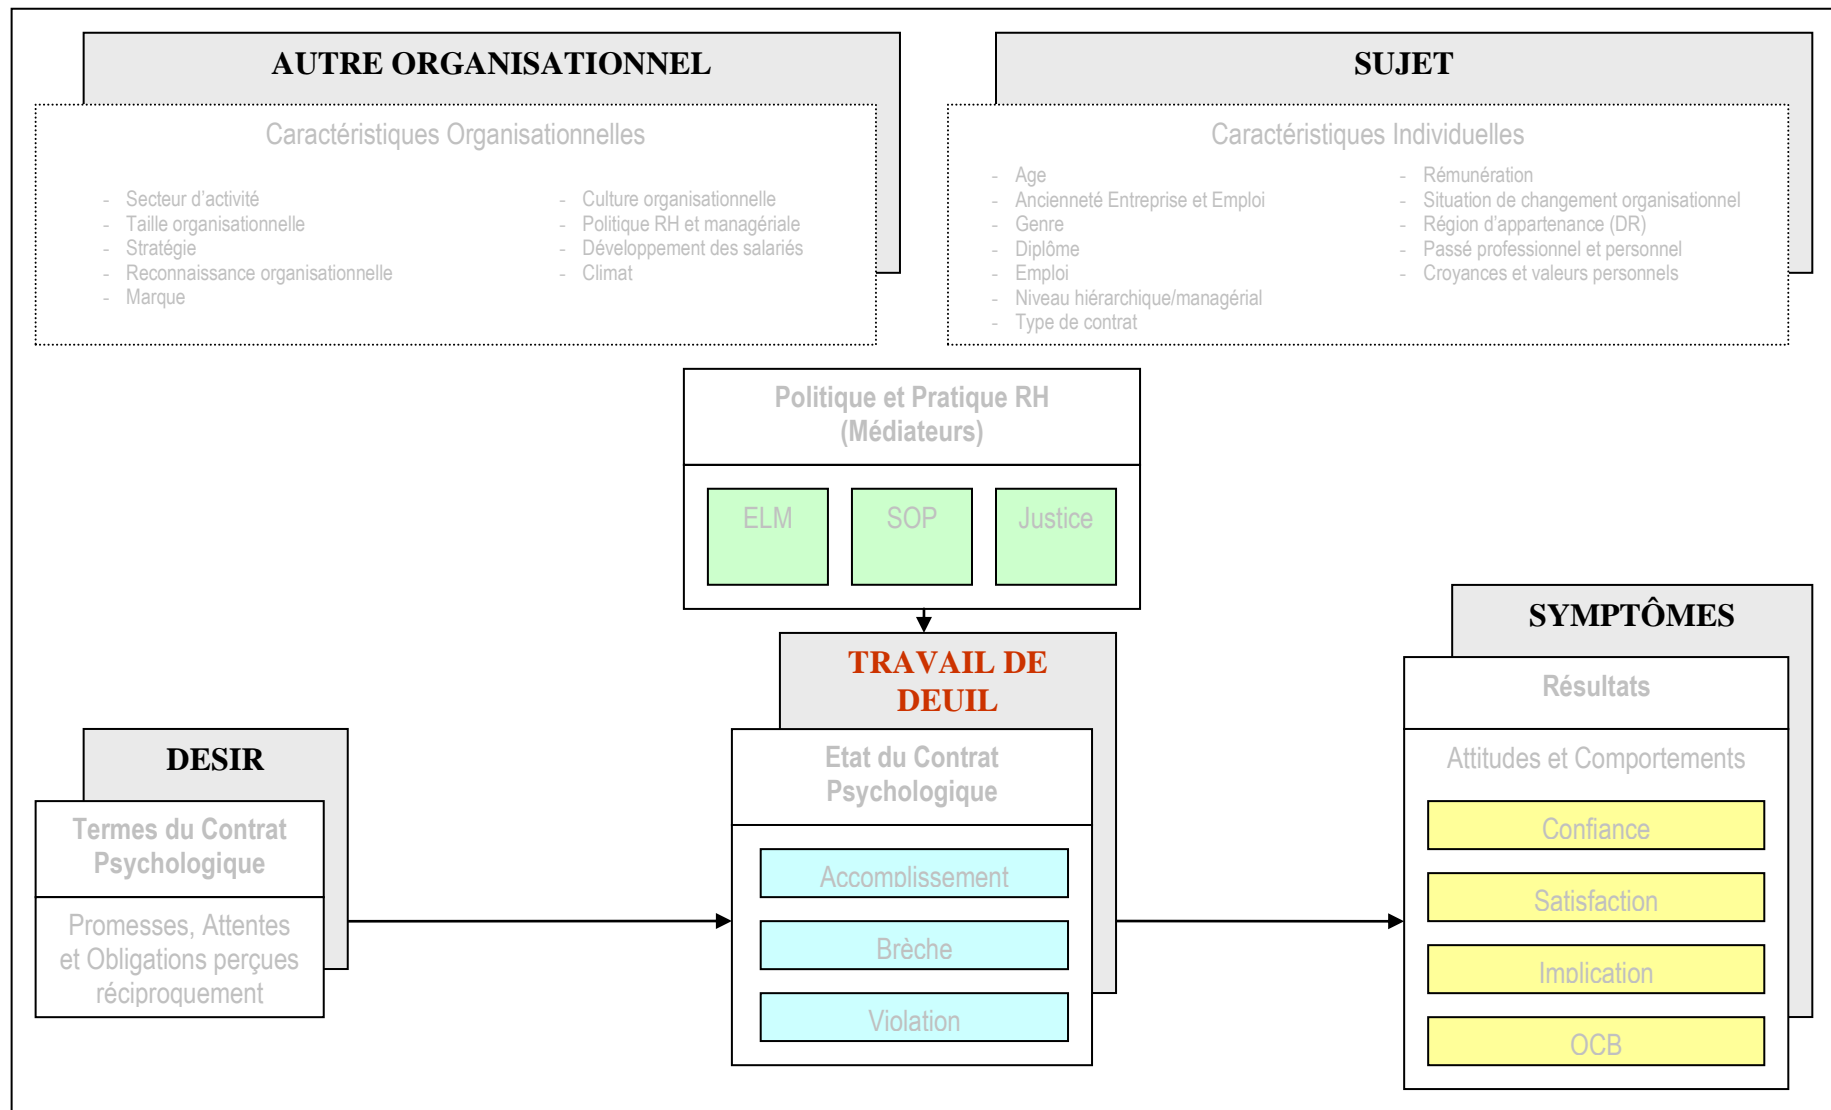 AUTRE ORGANISATIONNEL
Caractéristiques Organisationnelles
- Secteur d'activité
- Taille organisationnelle
- Stratégie
- Reconnaissance organisationnelle
- Marque
- Culture organisationnelle
- Politique RH et managériale
- Développement des salariés
- Climat
SUJET
Caractéristiques Individuelles
- Age
- Ancienneté Entreprise et Emploi
- Genre
- Diplôme
- Emploi
- Niveau hiérarchique/managérial
- Type de contrat
- Rémunération
- Situation de changement organisationnel
- Région d'appartenance (DR)
- Passé professionnel et personnel
- Croyances et valeurs personnels
Politique et Pratique RH
(Médiateurs)
ELM
SOP
Justice
DESIR
Termes du Contrat
Psychologique
Promesses, Attentes
et Obligations perçues
réciproquement
TRAVAIL DE
DEUIL
Etat du Contrat
Psychologique
Accomplissement
Brèche
Violation
SYMPTÔMES
Résultats
Attitudes et Comportements
Confiance
Satisfaction
Implication
OCB